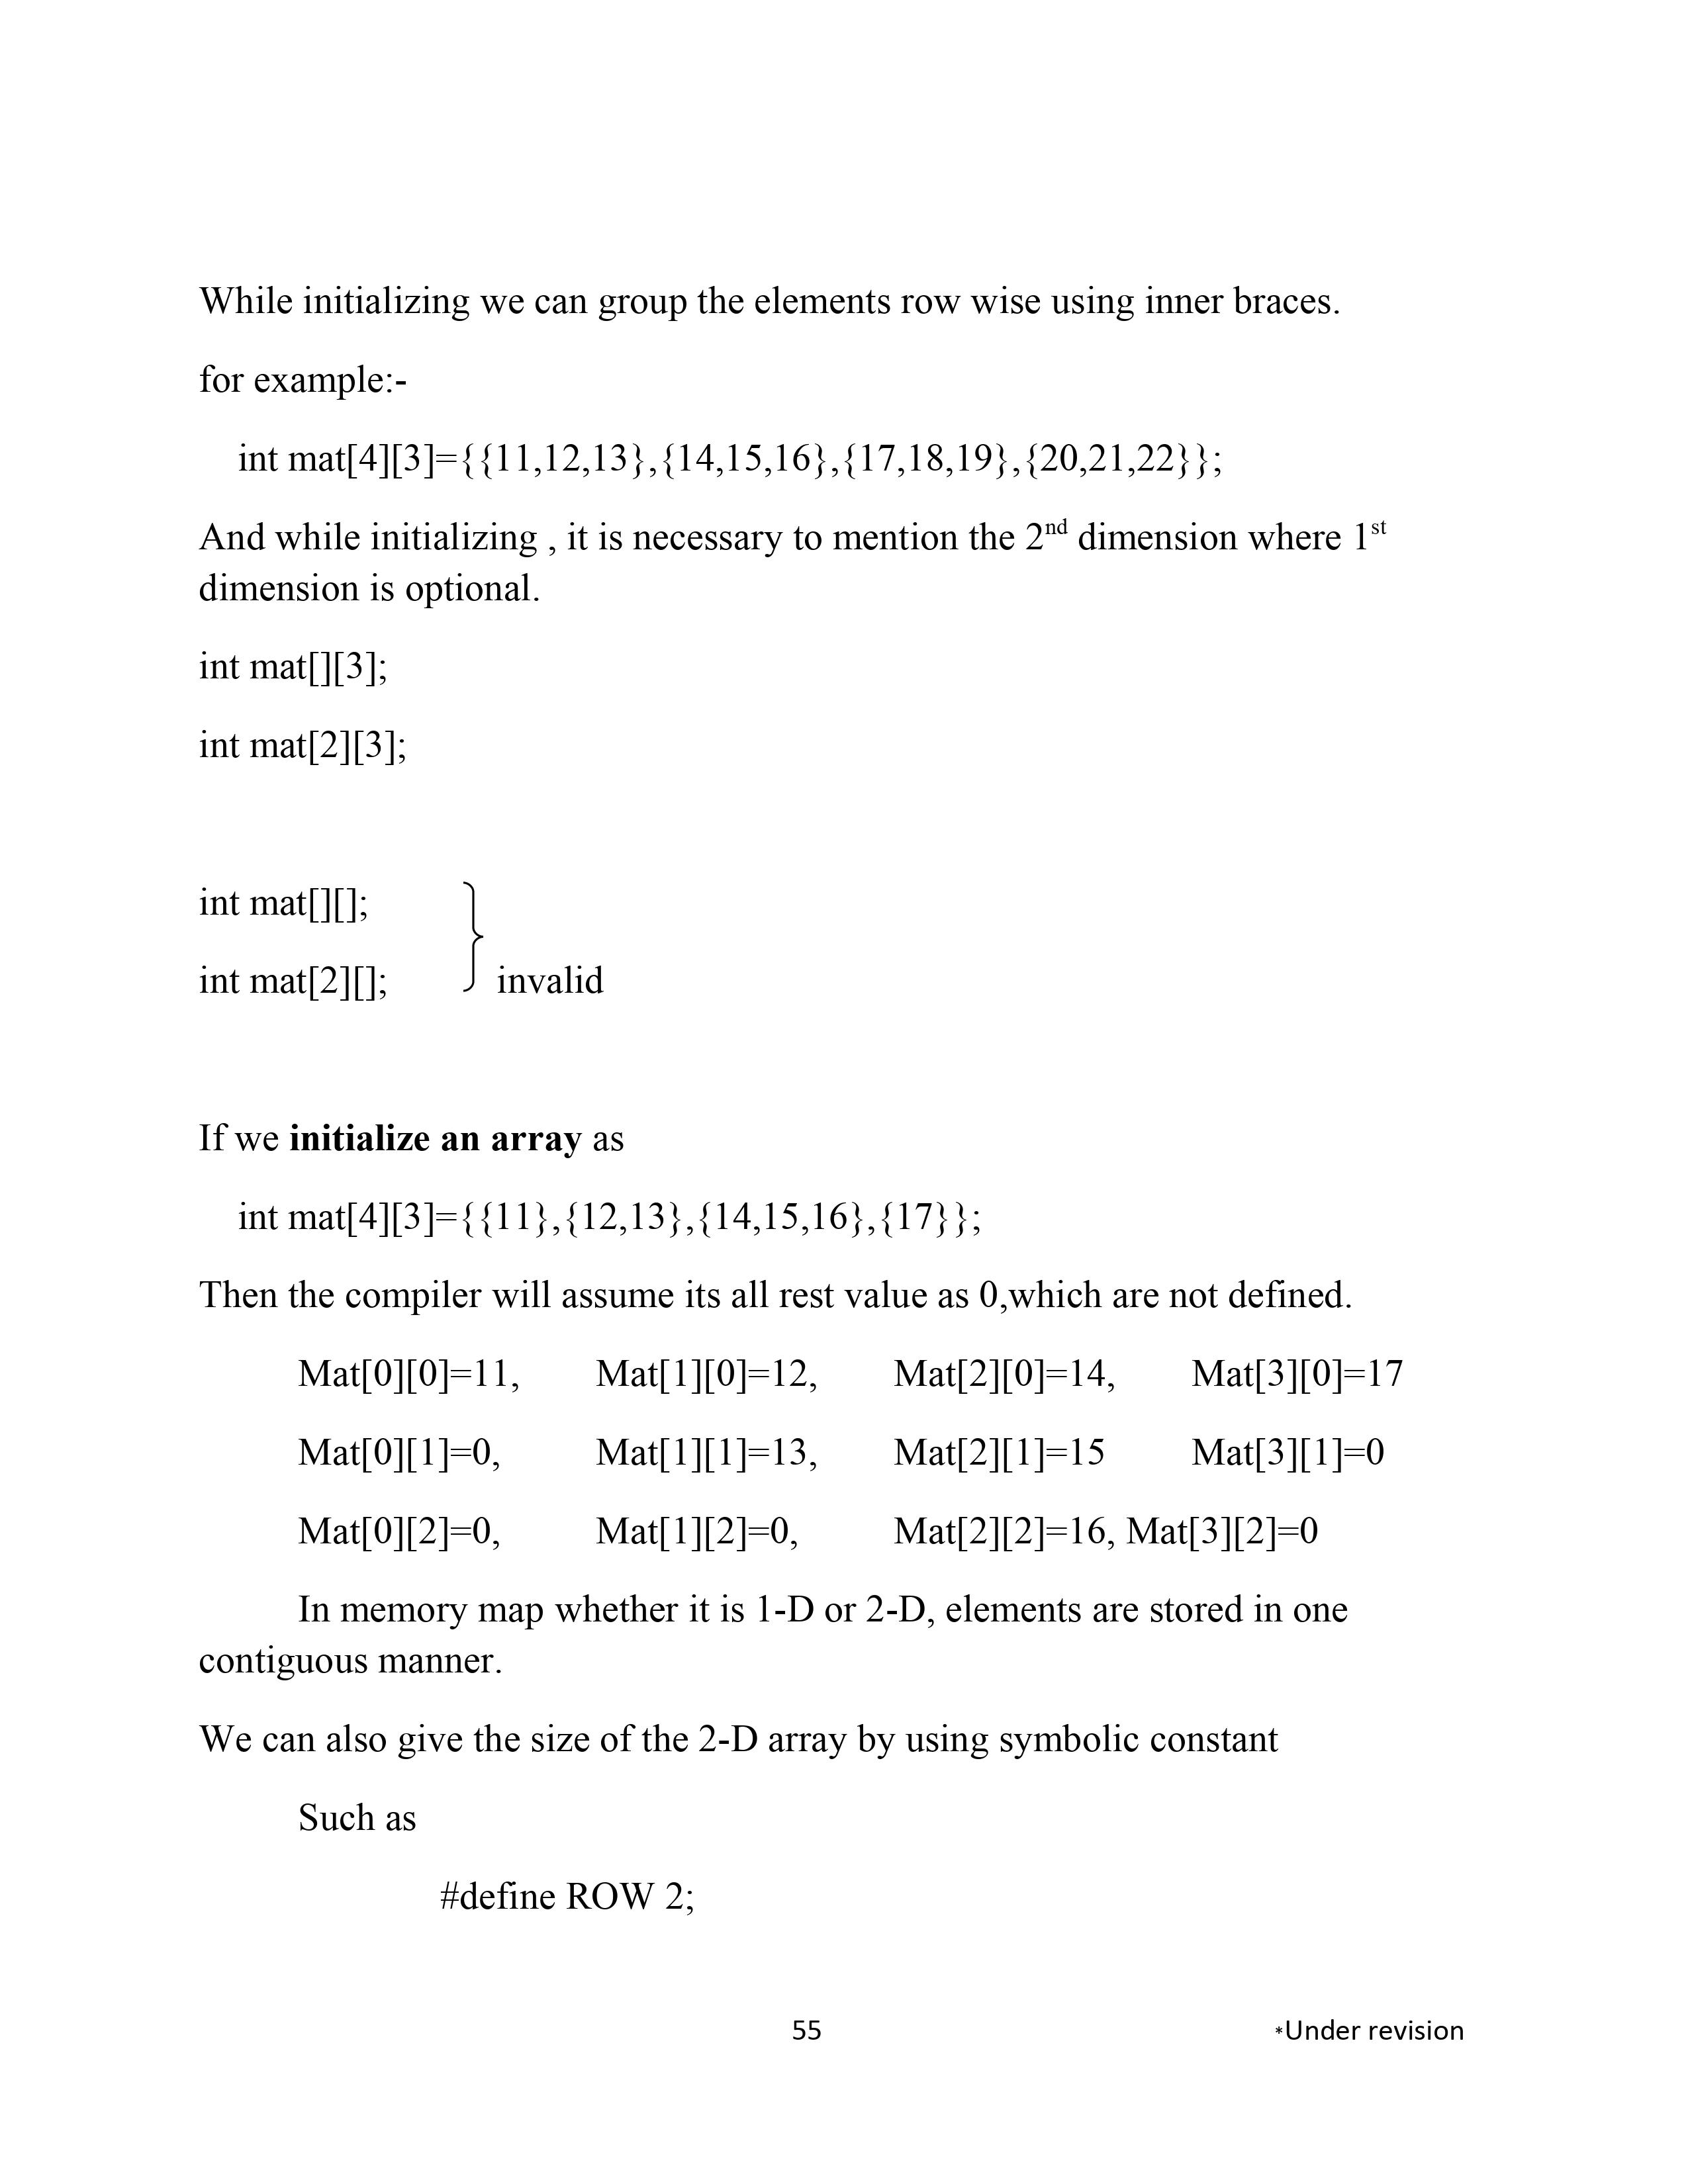 While initializing we can group the elements row wise using inner braces.
for example:-
int mat[4][3]={{11,12,13},{14,15,16},{17,18,19},{20,21,22}};
And while initializing , it is necessary to mention the 2nd dimension where 1st
dimension is optional.
int mat[][3];
int mat[2][3];
int mat[][];
int mat[2][]; invalid
If we initialize an array as
int mat[4][3]={{11},{12,13},{14,15,16},{17}};
Then the compiler will assume its all rest value as 0,which are not defined.
Mat[0][0]=11, Mat[1][0]=12, Mat[2][0]=14, Mat[3][0]=17
Mat[0][1]=0, Mat[1][1]=13, Mat[2][1]=15 Mat[3][1]=0
Mat[0][2]=0, Mat[1][2]=0, Mat[2][2]=16, Mat[3][2]=0
In memory map whether it is 1-D or 2-D, elements are stored in one
contiguous manner.
We can also give the size of the 2-D array by using symbolic constant
Such as
#define ROW 2;
55 *Under revision